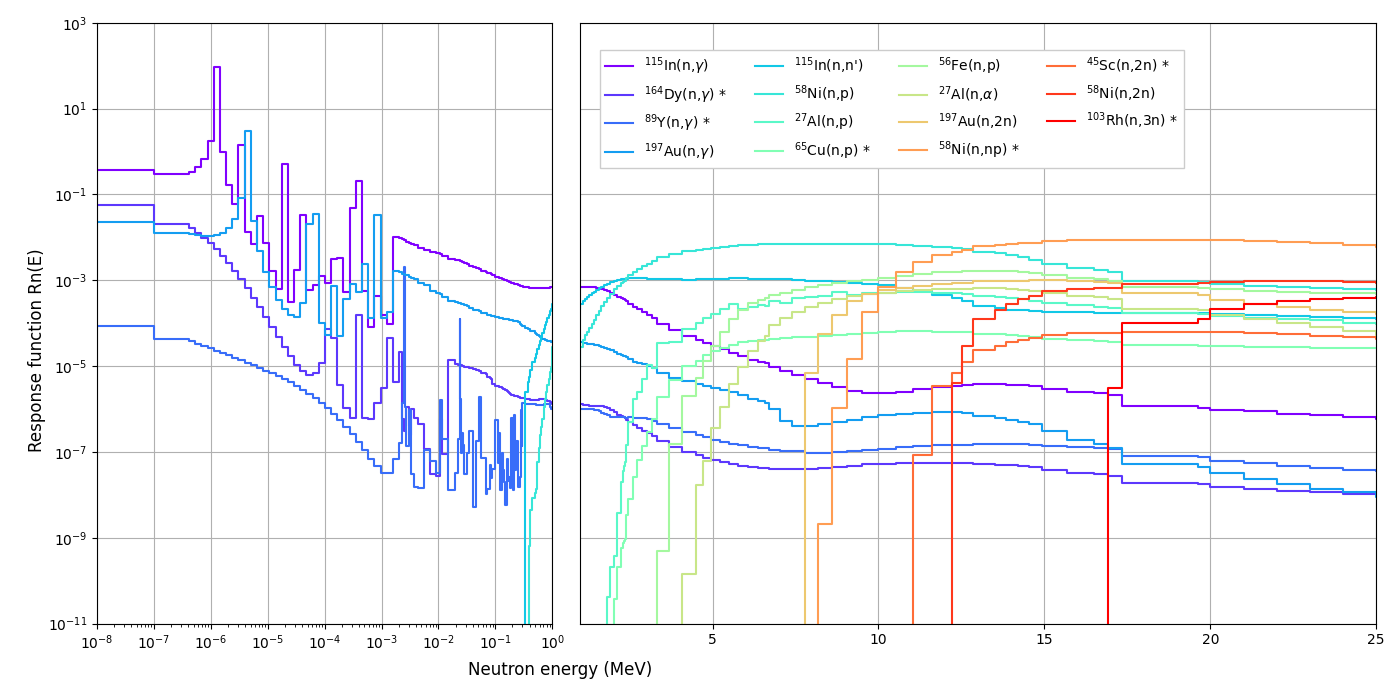 Response function Rn(E)
10³
10¹
10⁻¹
10⁻³
10⁻⁵
10⁻⁷
10⁻⁹
10⁻¹¹
¹¹⁵In(n,γ) ¹¹⁵In(n,n') ⁵⁶Fe(n,p) ⁴⁵Sc(n,2n) *
¹⁶⁴Dy(n,γ) * ⁵⁸Ni(n,p) ²⁷Al(n,α) ⁵⁸Ni(n,2n)
⁸⁹Y(n,γ) * ²⁷Al(n,p) ¹⁹⁷Au(n,2n) ¹⁰³Rh(n,3n) *
¹⁹⁷Au(n,γ) ⁶⁵Cu(n,p) * ⁵⁸Ni(n,np) *
10⁻⁸ 10⁻⁷ 10⁻⁶ 10⁻⁵ 10⁻⁴ 10⁻³ 10⁻² 10⁻¹ 10⁰ 5 10 15 20 25
Neutron energy (MeV)